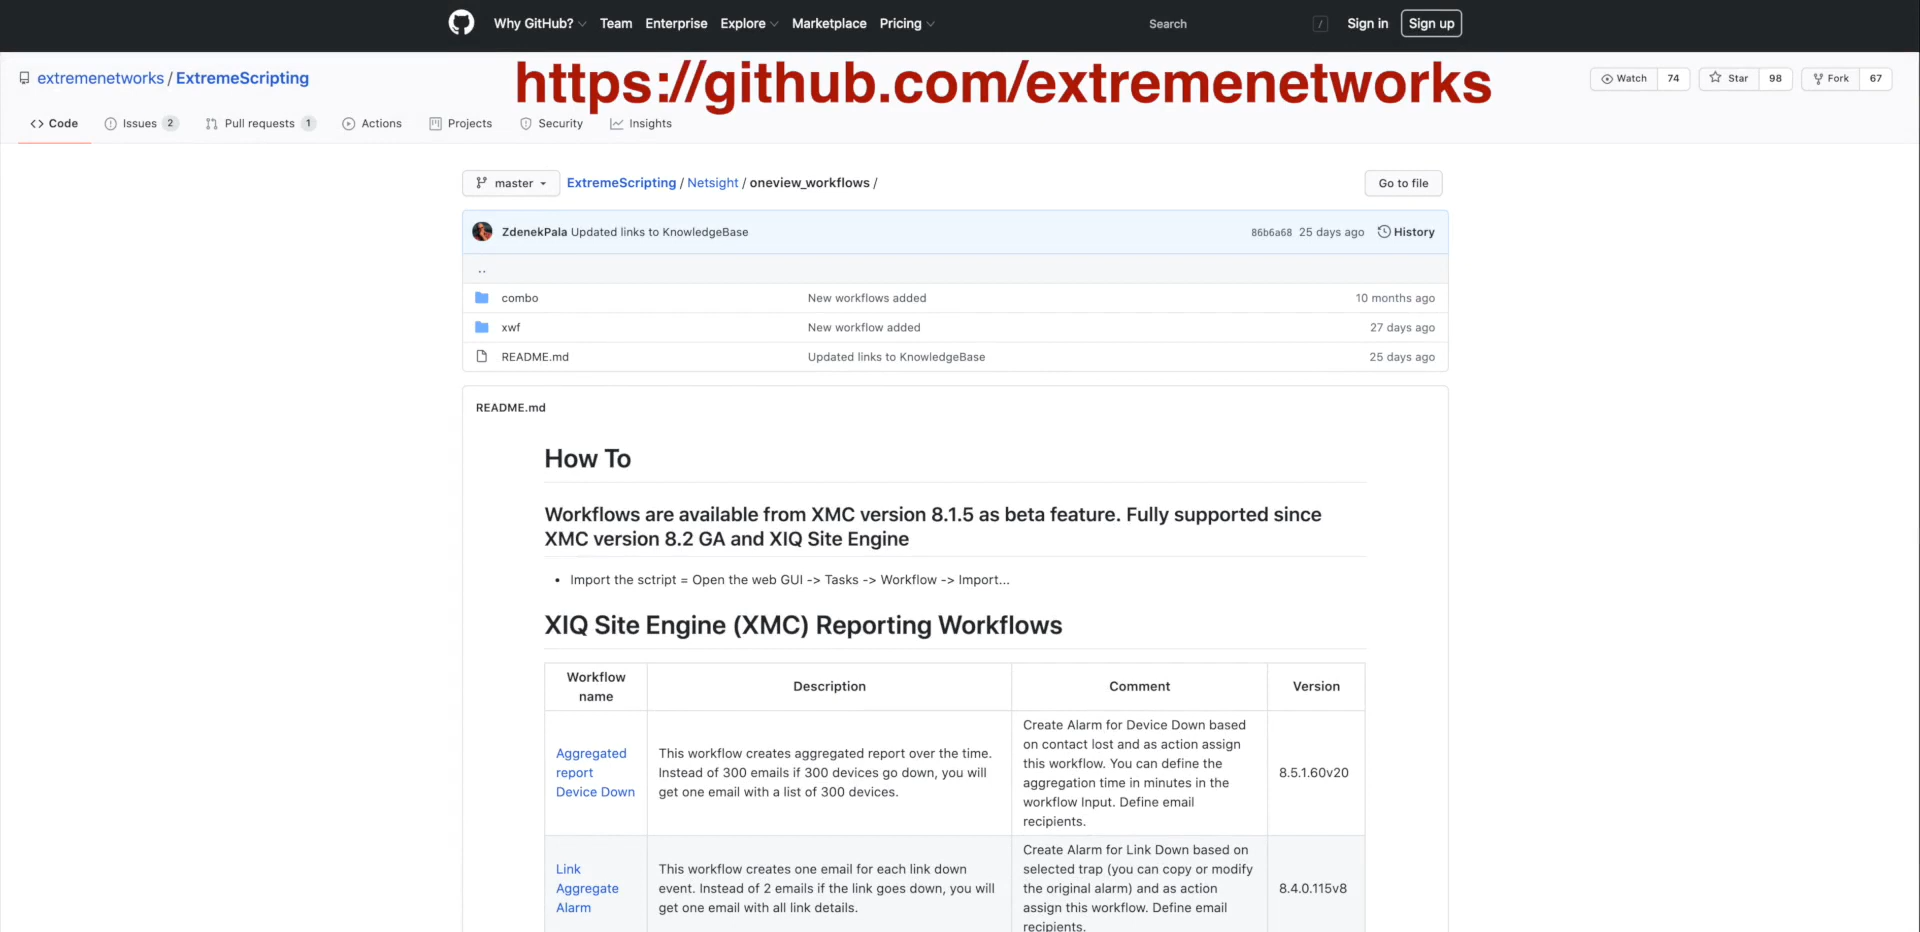 Why GitHub? Team Enterprise Explore Marketplace Pricing Search / Sign in Sign up
extremenetworks / ExtremeScripting
https://github.com/extremenetworks
Watch 74 Star 98 Fork 67
Code Issues 2 Pull requests 1 Actions Projects Security Insights
master ExtremeScripting / Netsight / oneview_workflows / Go to file
ZdenekPala Updated links to KnowledgeBase 86b6a68 25 days ago History
..
combo New workflows added 10 months ago
xwf New workflow added 27 days ago
README.md Updated links to KnowledgeBase 25 days ago
README.md
How To
Workflows are available from XMC version 8.1.5 as beta feature. Fully supported since
XMC version 8.2 GA and XIQ Site Engine
• Import the sctript = Open the web GUI -> Tasks -> Workflow -> Import...
XIQ Site Engine (XMC) Reporting Workflows
Workflow
name
Description
Comment
Version
Aggregated
report
Device Down
This workflow creates aggregated report over the time.
Instead of 300 emails if 300 devices go down, you will
get one email with a list of 300 devices.
Create Alarm for Device Down based
on contact lost and as action assign
this workflow. You can define the
aggregation time in minutes in the
workflow Input. Define email
recipients.
8.5.1.60v20
Link
Aggregate
Alarm
This workflow creates one email for each link down
event. Instead of 2 emails if the link goes down, you will
get one email with all link details.
Create Alarm for Link Down based on
selected trap (you can copy or modify
the original alarm) and as action
assign this workflow. Define email
recipients.
8.4.0.115v8